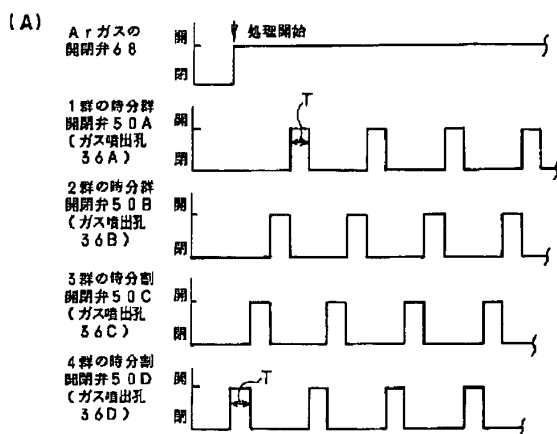 (A)
Arガスの
開閉弁68
開
閉
処理開始
1群の時分群
開閉弁50A
(ガス噴出孔
36A)
開
閉
T
2群の時分群
開閉弁50B
(ガス噴出孔
36B)
開
閉
3群の時分割
開閉弁50C
(ガス噴出孔
36C)
開
閉
4群の時分割
開閉弁50D
(ガス噴出孔
36D)
開
閉
T